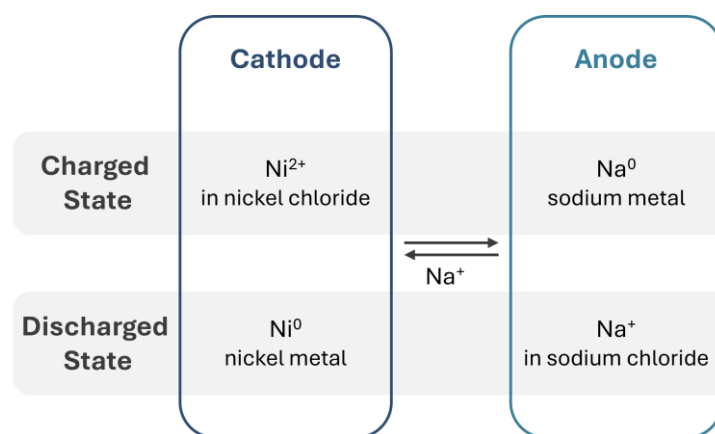 Cathode
Anode
Charged
State
Ni²⁺
in nickel chloride
Na⁰
sodium metal
Na⁺
Discharged
State
Ni⁰
nickel metal
Na⁺
in sodium chloride